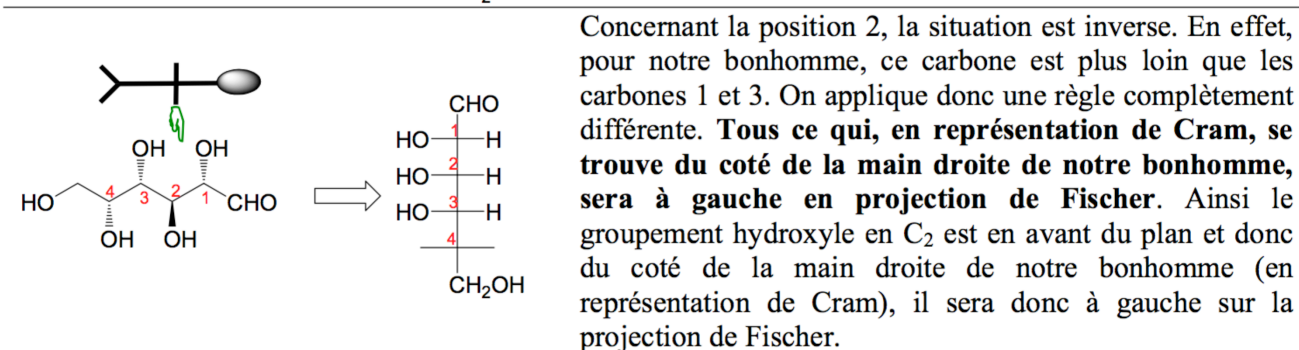 2
Concernant la position 2, la situation est inverse. En effet,
pour notre bonhomme, ce carbone est plus loin que les
carbones 1 et 3. On applique donc une règle complètement
différente. Tous ce qui, en représentation de Cram, se
trouve du coté de la main droite de notre bonhomme,
sera à gauche en projection de Fischer. Ainsi le
groupement hydroxyle en C2 est en avant du plan et donc
du coté de la main droite de notre bonhomme (en
représentation de Cram), il sera donc à gauche sur la
projection de Fischer.
OH OH
HO 4 3 2 1 CHO
OH OH
CHO
1
HO H
2
HO H
3
HO H
4
CH2OH